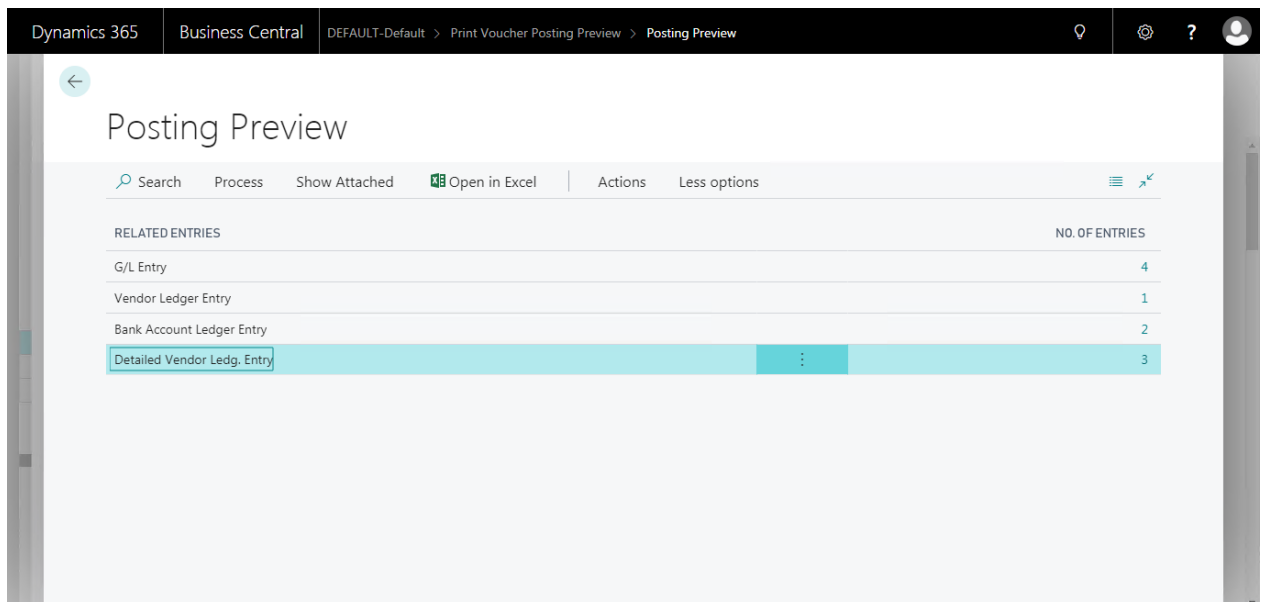 Dynamics 365 Business Central DEFAULT-Default > Print Voucher Posting Preview > Posting Preview ?
Posting Preview
Search Process Show Attached Open in Excel Actions Less options
RELATED ENTRIES NO. OF ENTRIES
G/L Entry 4
Vendor Ledger Entry 1
Bank Account Ledger Entry 2
Detailed Vendor Ledg. Entry 3